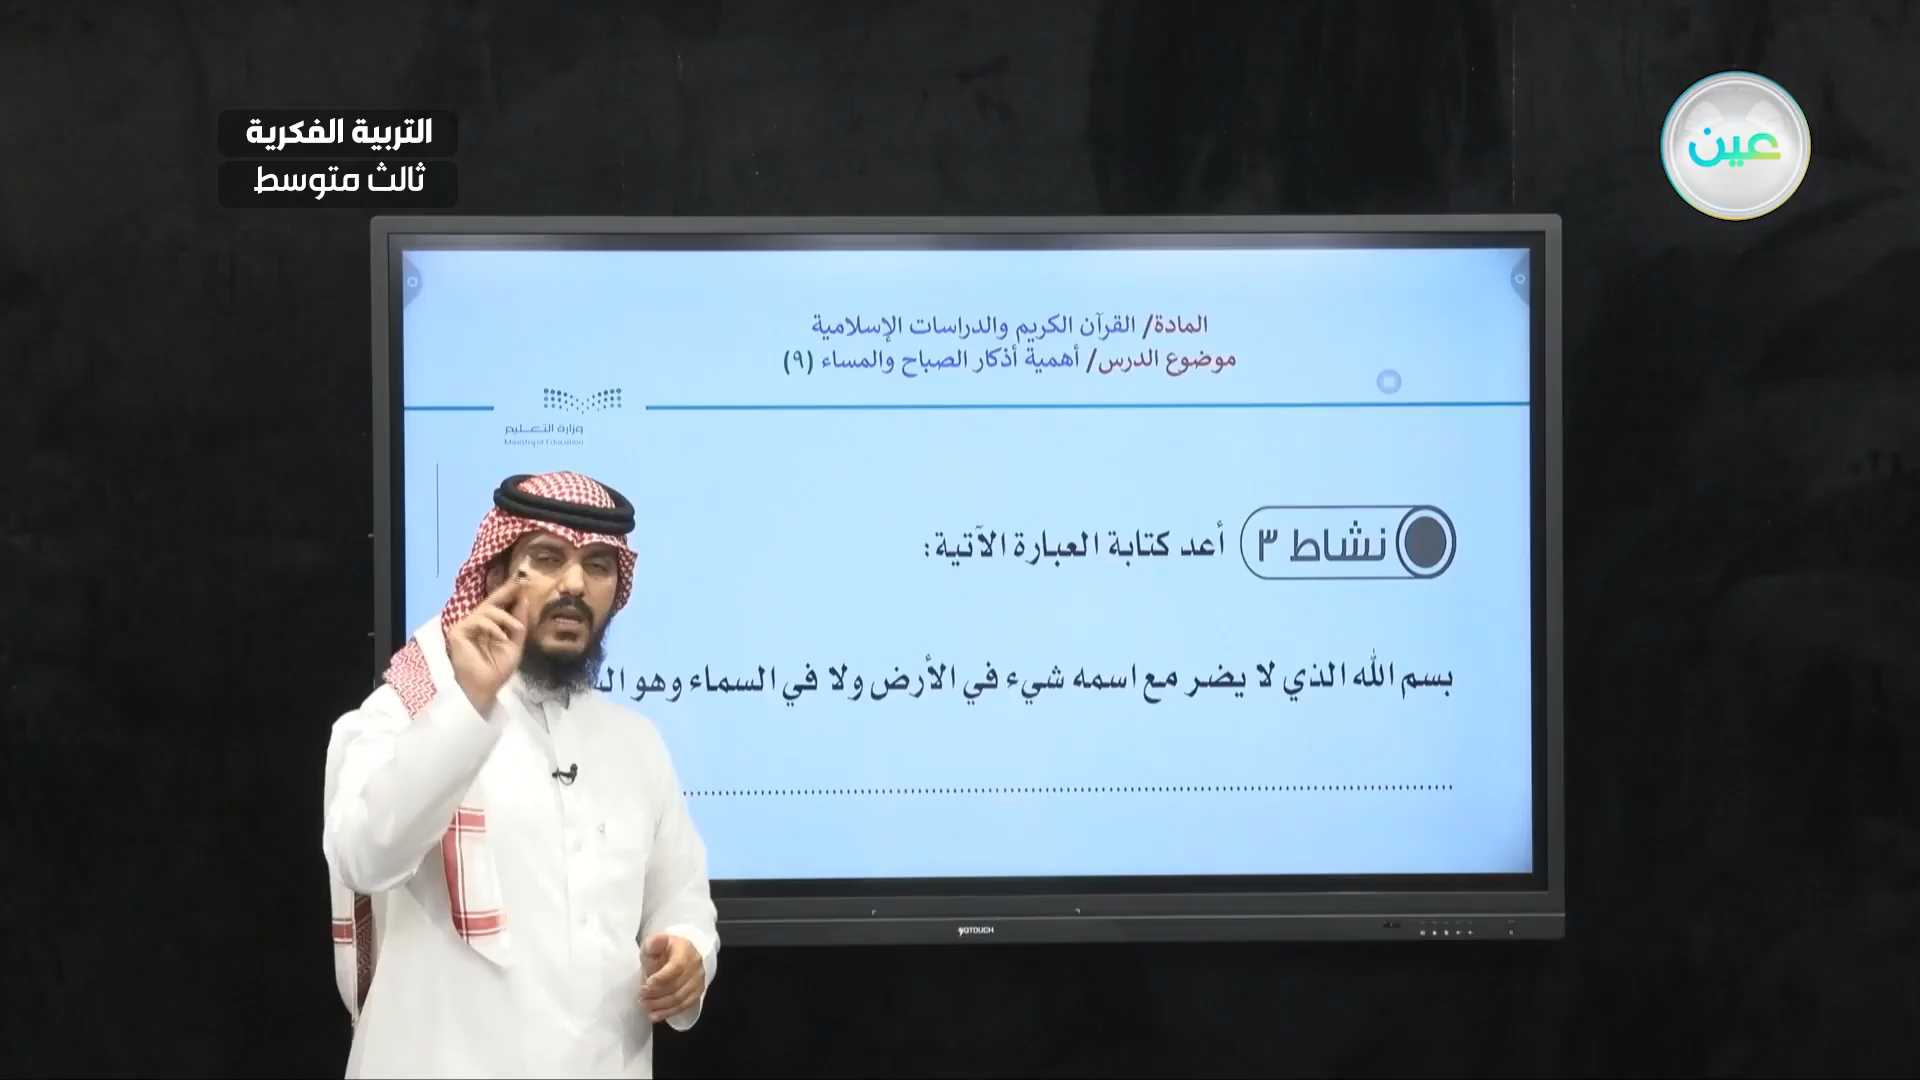 التربية الفكرية
ثالث متوسط
عين
المادة/ القرآن الكريم والدراسات الإسلامية
موضوع الدرس/ أهمية أذكار الصباح والمساء (٩)
وزارة التعليم
Ministry of Education
نشاط ٣ أعد كتابة العبارة الآتية:
بسم الله الذي لا يضر مع اسمه شيء في الأرض ولا في السماء وهو